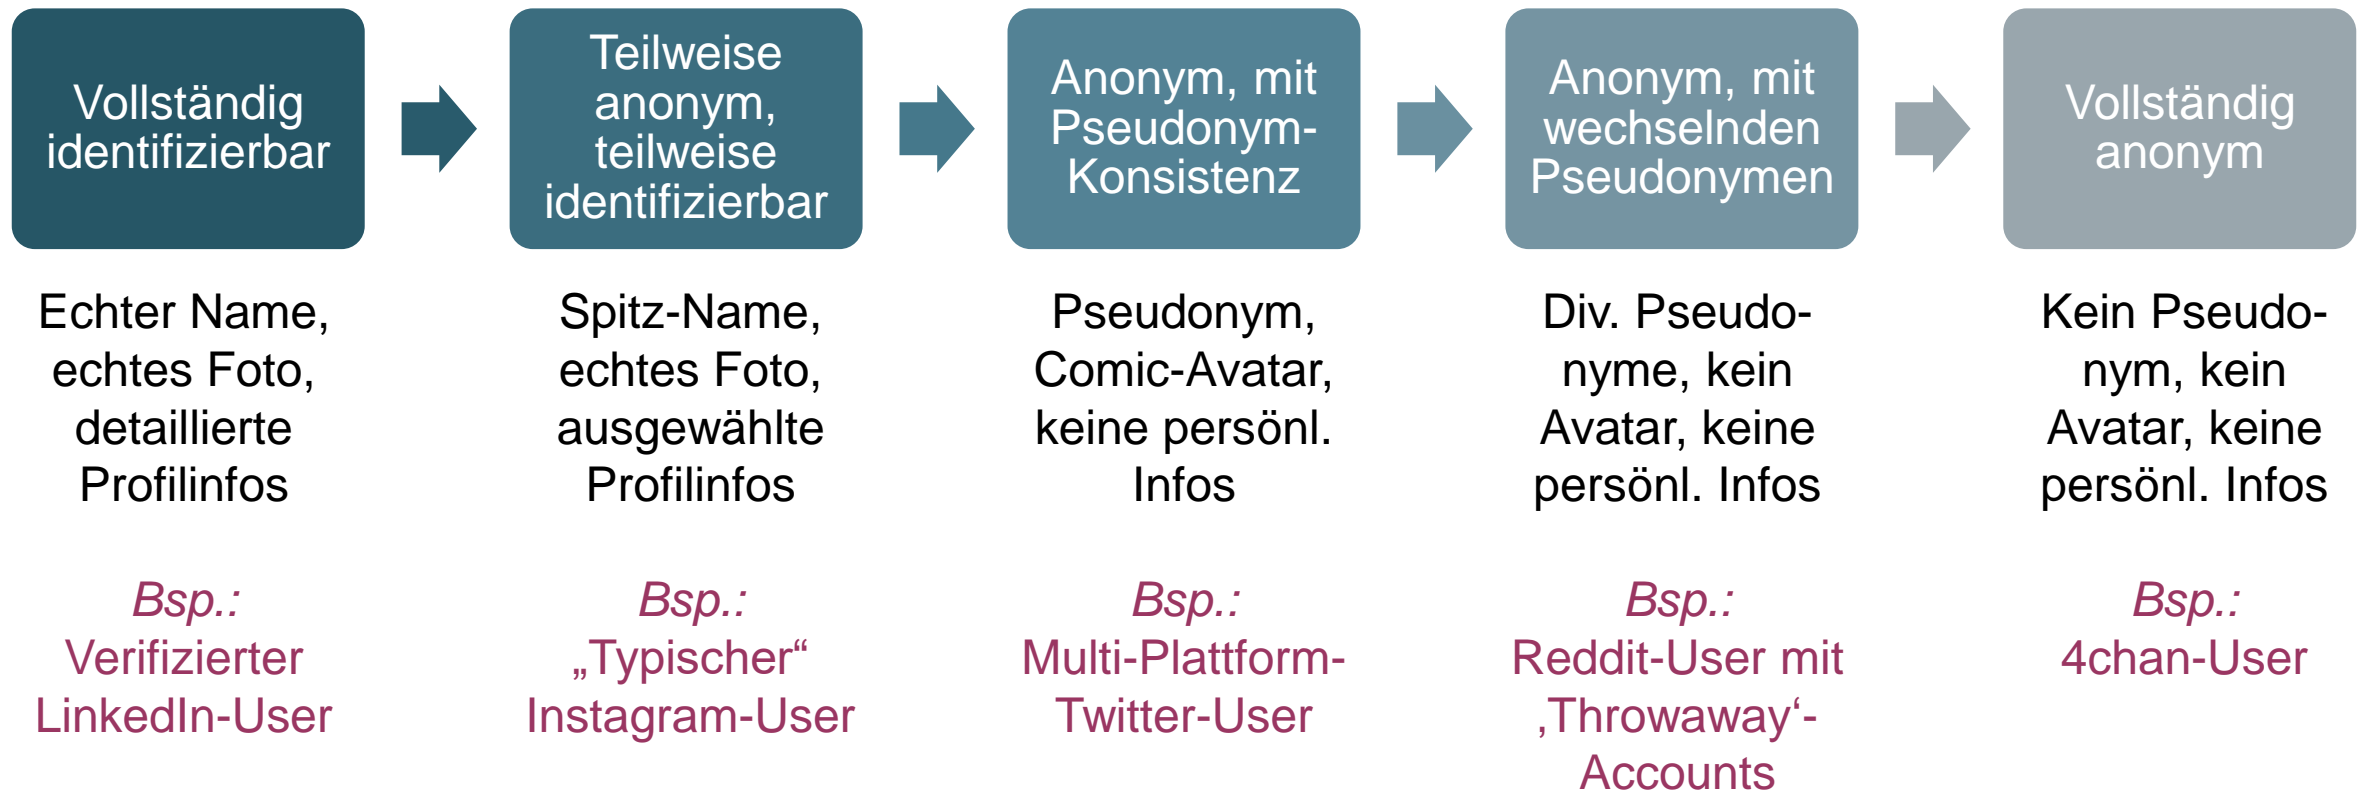 Vollständig
identifizierbar
Teilweise
anonym,
teilweise
identifizierbar
Anonym, mit
Pseudonym-
Konsistenz
Anonym, mit
wechselnden
Pseudonymen
Vollständig
anonym
Echter Name,
echtes Foto,
detaillierte
Profilinfos
Spitz-Name,
echtes Foto,
ausgewählte
Profilinfos
Pseudonym,
Comic-Avatar,
keine persönl.
Infos
Div. Pseudo-
nyme, kein
Avatar, keine
persönl. Infos
Kein Pseudo-
nym, kein
Avatar, keine
persönl. Infos
Bsp.:
Verifizierter
LinkedIn-User
Bsp.:
„Typischer“
Instagram-User
Bsp.:
Multi-Plattform-
Twitter-User
Bsp.:
Reddit-User mit
‚Throwaway‘-
Accounts
Bsp.:
4chan-User